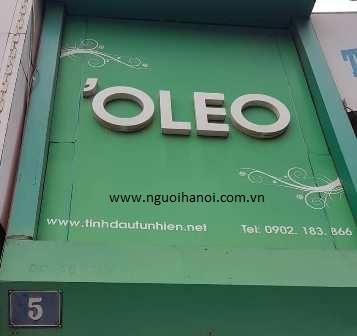 'OLEO
www.nguoihanoi.com.vn
www.tinhdautunhien.net Tel: 0902. 183. 866
5